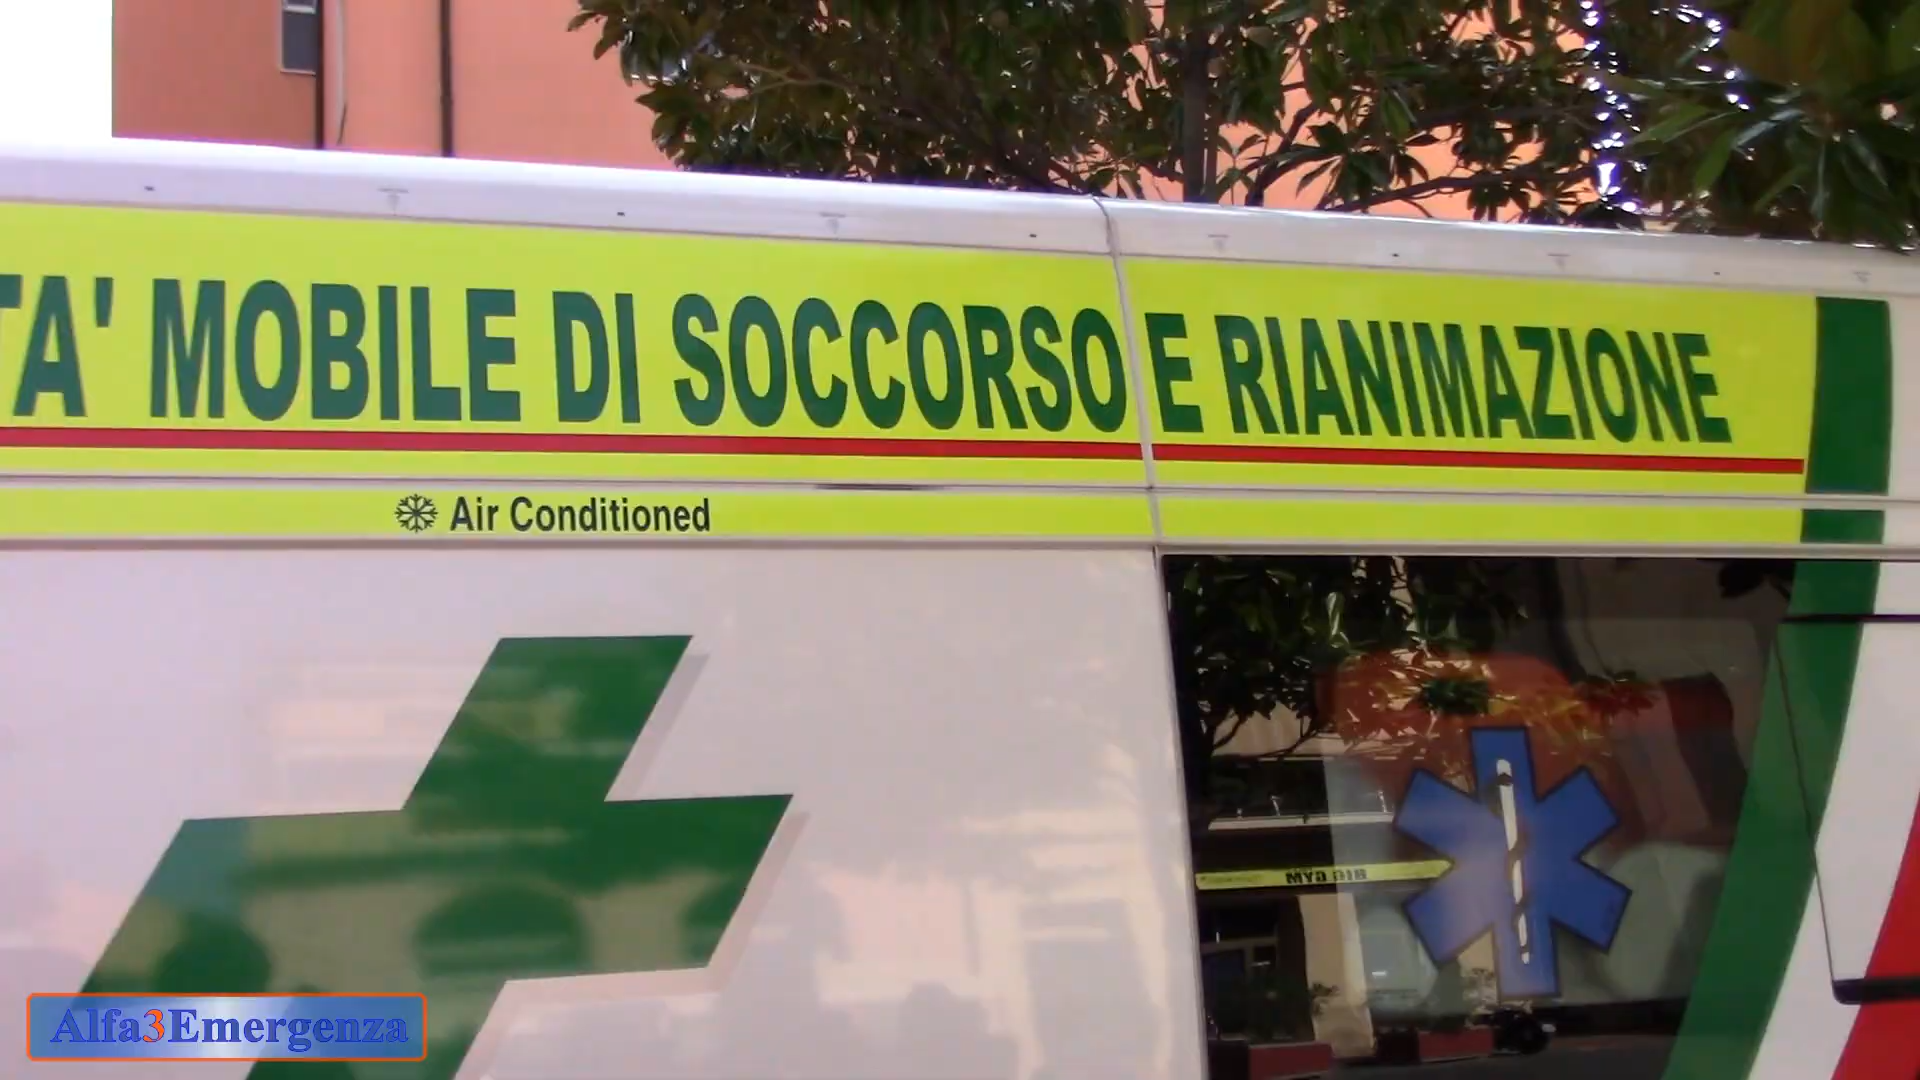 TA' MOBILE DI SOCCORSO E RIANIMAZIONE
Air Conditioned
Alfa3Emergenza